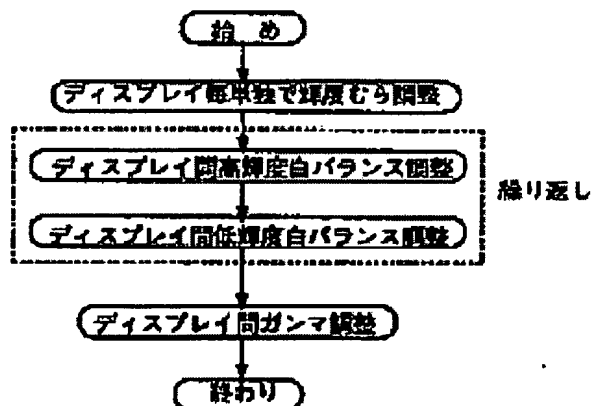 始め
ディスプレイ毎単独で輝度むら調整
ディスプレイ間高輝度白バランス調整
繰り返し
ディスプレイ間低輝度白バランス調整
ディスプレイ間ガンマ調整
終わり